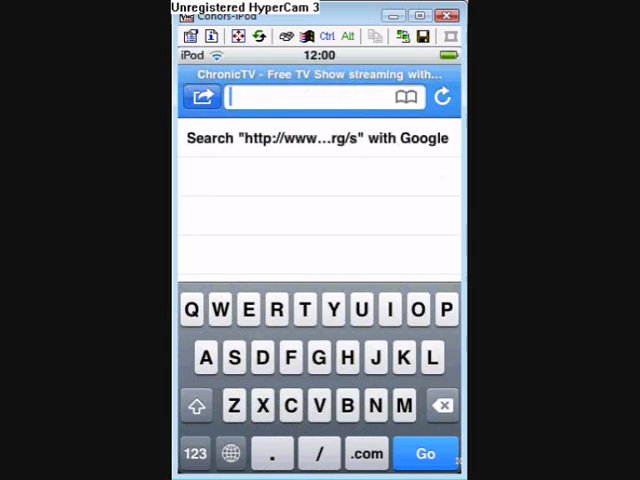 Unregistered HyperCam 3
Conors-iPod
Ctrl Alt
iPod 12:00
ChronicTV - Free TV Show streaming with...
Search "http://www...rg/s" with Google
Q W E R T Y U I O P
A S D F G H J K L
Z X C V B N M
123 . / .com Go